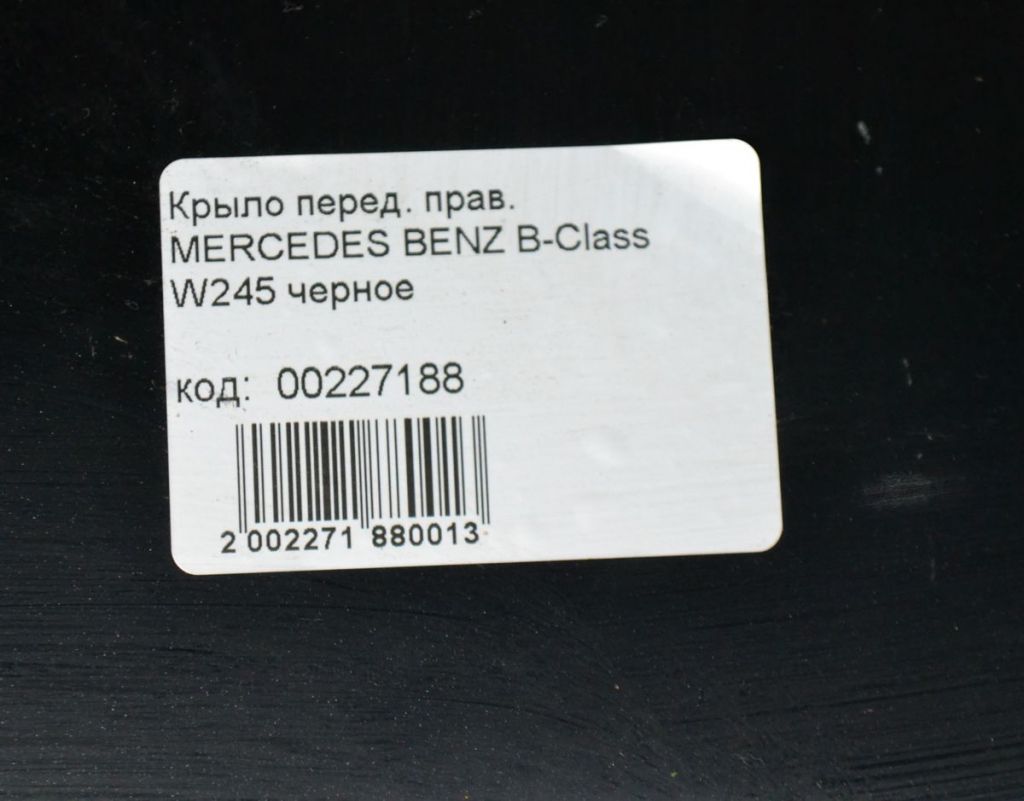 Крыло перед. прав.
MERCEDES BENZ B-Class
W245 черное
код: 00227188
2 002271 880013